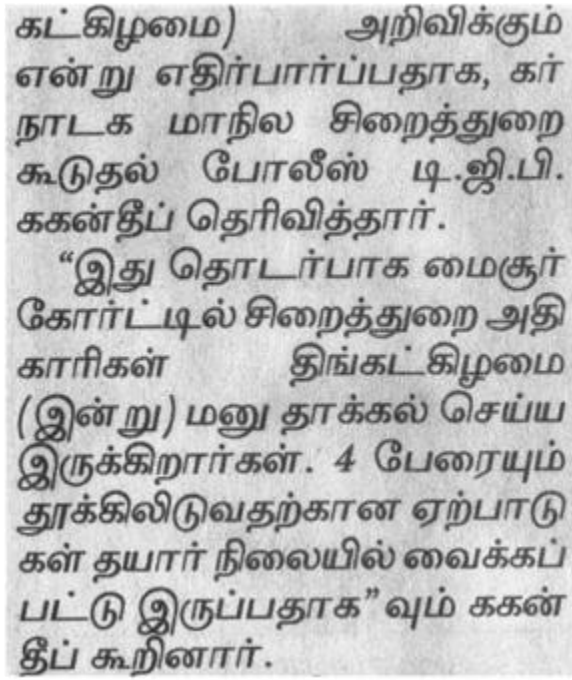 கட்கிழமை) அறிவிக்கும்
என்று எதிர்பார்ப்பதாக, கர்
நாடக மாநில சிறைத்துறை
கூடுதல் போலீஸ் டி.ஜி.பி.
ககன்தீப் தெரிவித்தார்.
“இது தொடர்பாக மைசூர்
கோர்ட்டில் சிறைத்துறை அதி
காரிகள் திங்கட்கிழமை
(இன்று) மனு தாக்கல் செய்ய
இருக்கிறார்கள். 4 பேரையும்
தூக்கிலிடுவதற்கான ஏற்பாடு
கள் தயார் நிலையில் வைக்கப்
பட்டு இருப்பதாக”வும் ககன்
தீப் கூறினார்.